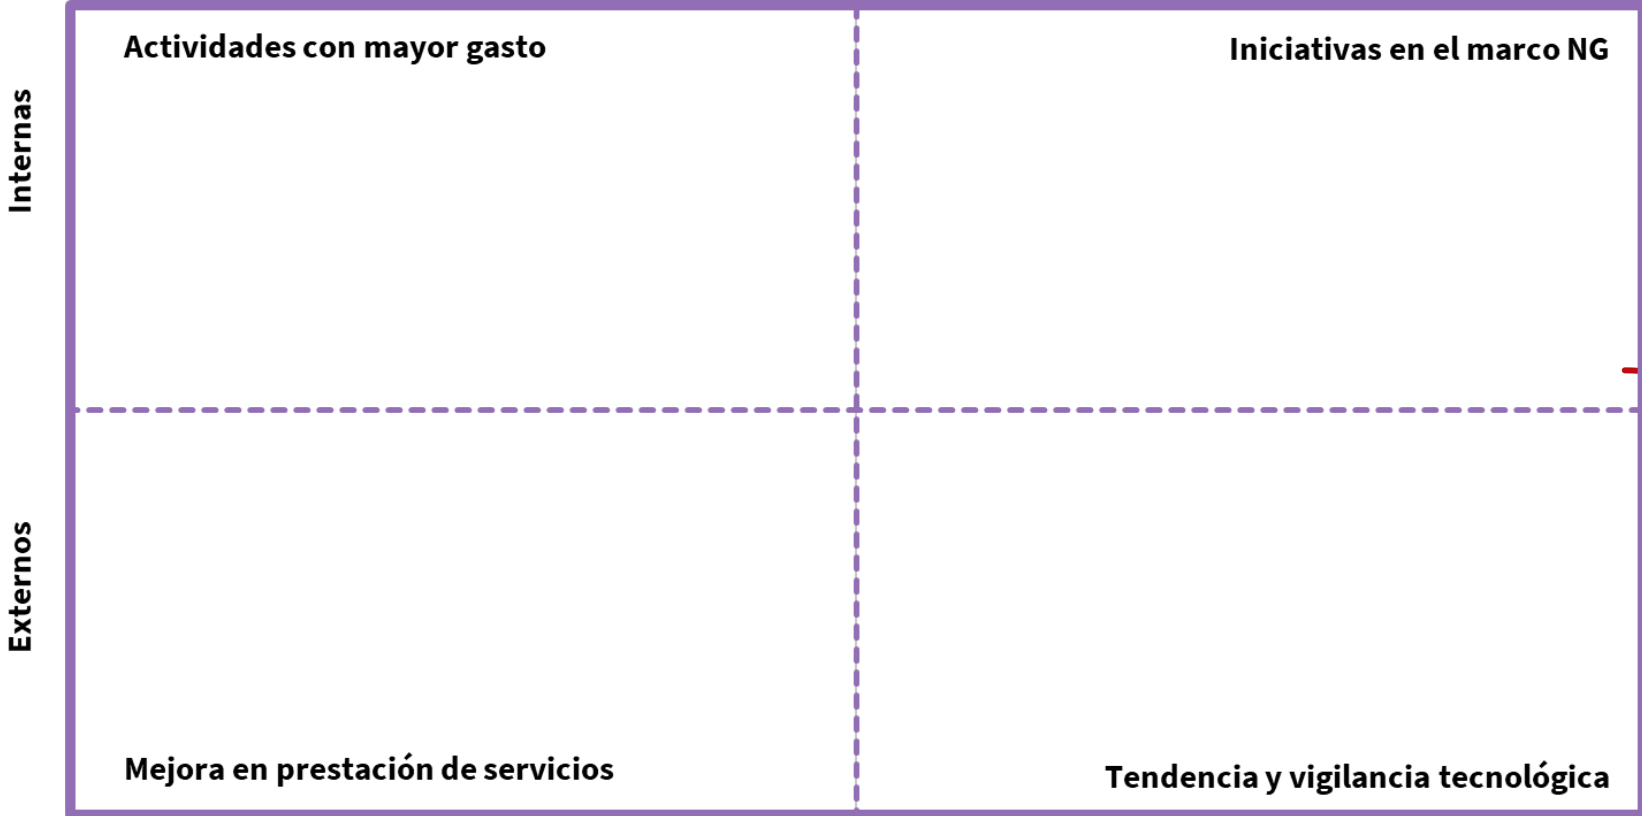 Actividades con mayor gasto
Iniciativas en el marco NG
Internas
Externos
Mejora en prestación de servicios
Tendencia y vigilancia tecnológica